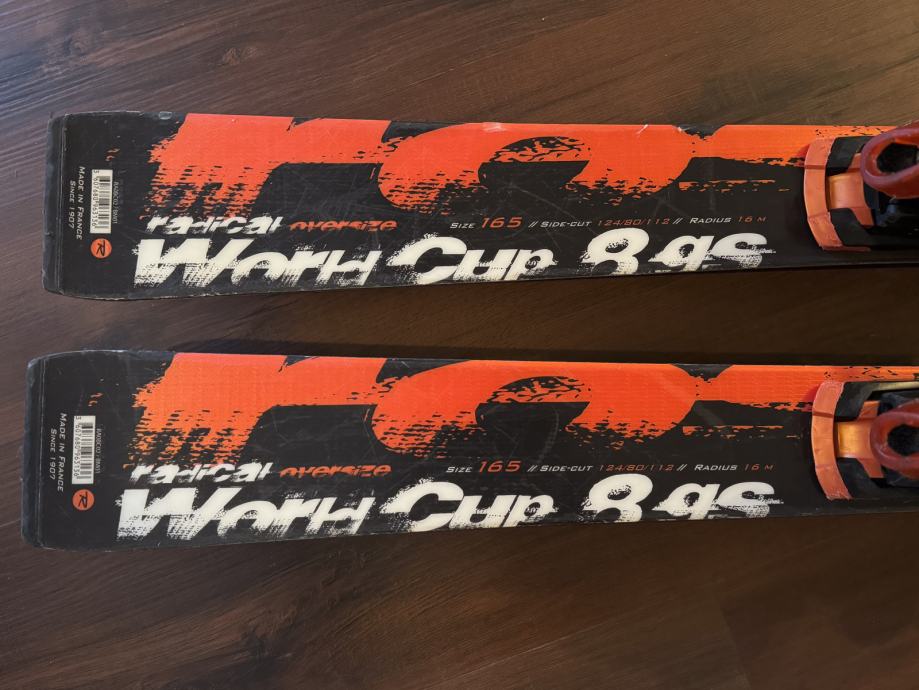 Made in France
Since 1907
R
radical oversize
Size 165 // Side-cut 124/80/112 // Radius 16 m
World Cup 8 gs
Made in France
Since 1907
R
radical oversize
Size 165 // Side-cut 124/80/112 // Radius 16 m
World Cup 8 gs